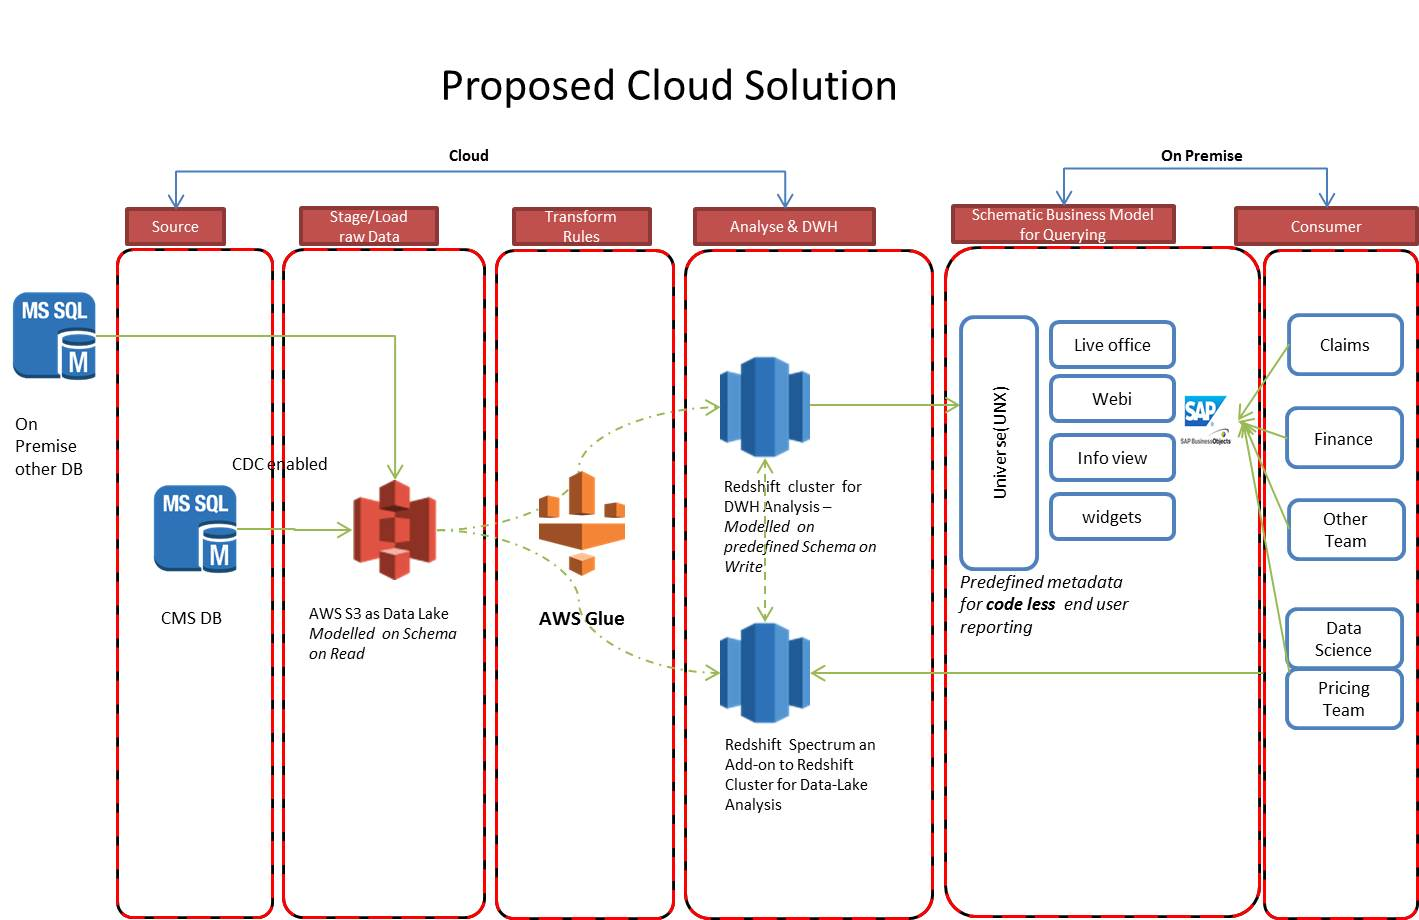 Proposed Cloud Solution
Cloud
On Premise
Source
Stage/Load
raw Data
Transform
Rules
Analyse & DWH
Schematic Business Model
for Querying
Consumer
MS SQL
M
On
Premise
other DB
CDC enabled
MS SQL
M
CMS DB
AWS S3 as Data Lake
Modelled on Schema
on Read
AWS Glue
Redshift cluster for
DWH Analysis –
Modelled on
predefined Schema on
Write
Redshift Spectrum an
Add-on to Redshift
Cluster for Data-Lake
Analysis
Universe(UNX)
Live office
Webi
Info view
widgets
SAP
SAP BusinessObjects
Predefined metadata
for code less end user
reporting
Claims
Finance
Other
Team
Data
Science
Pricing
Team